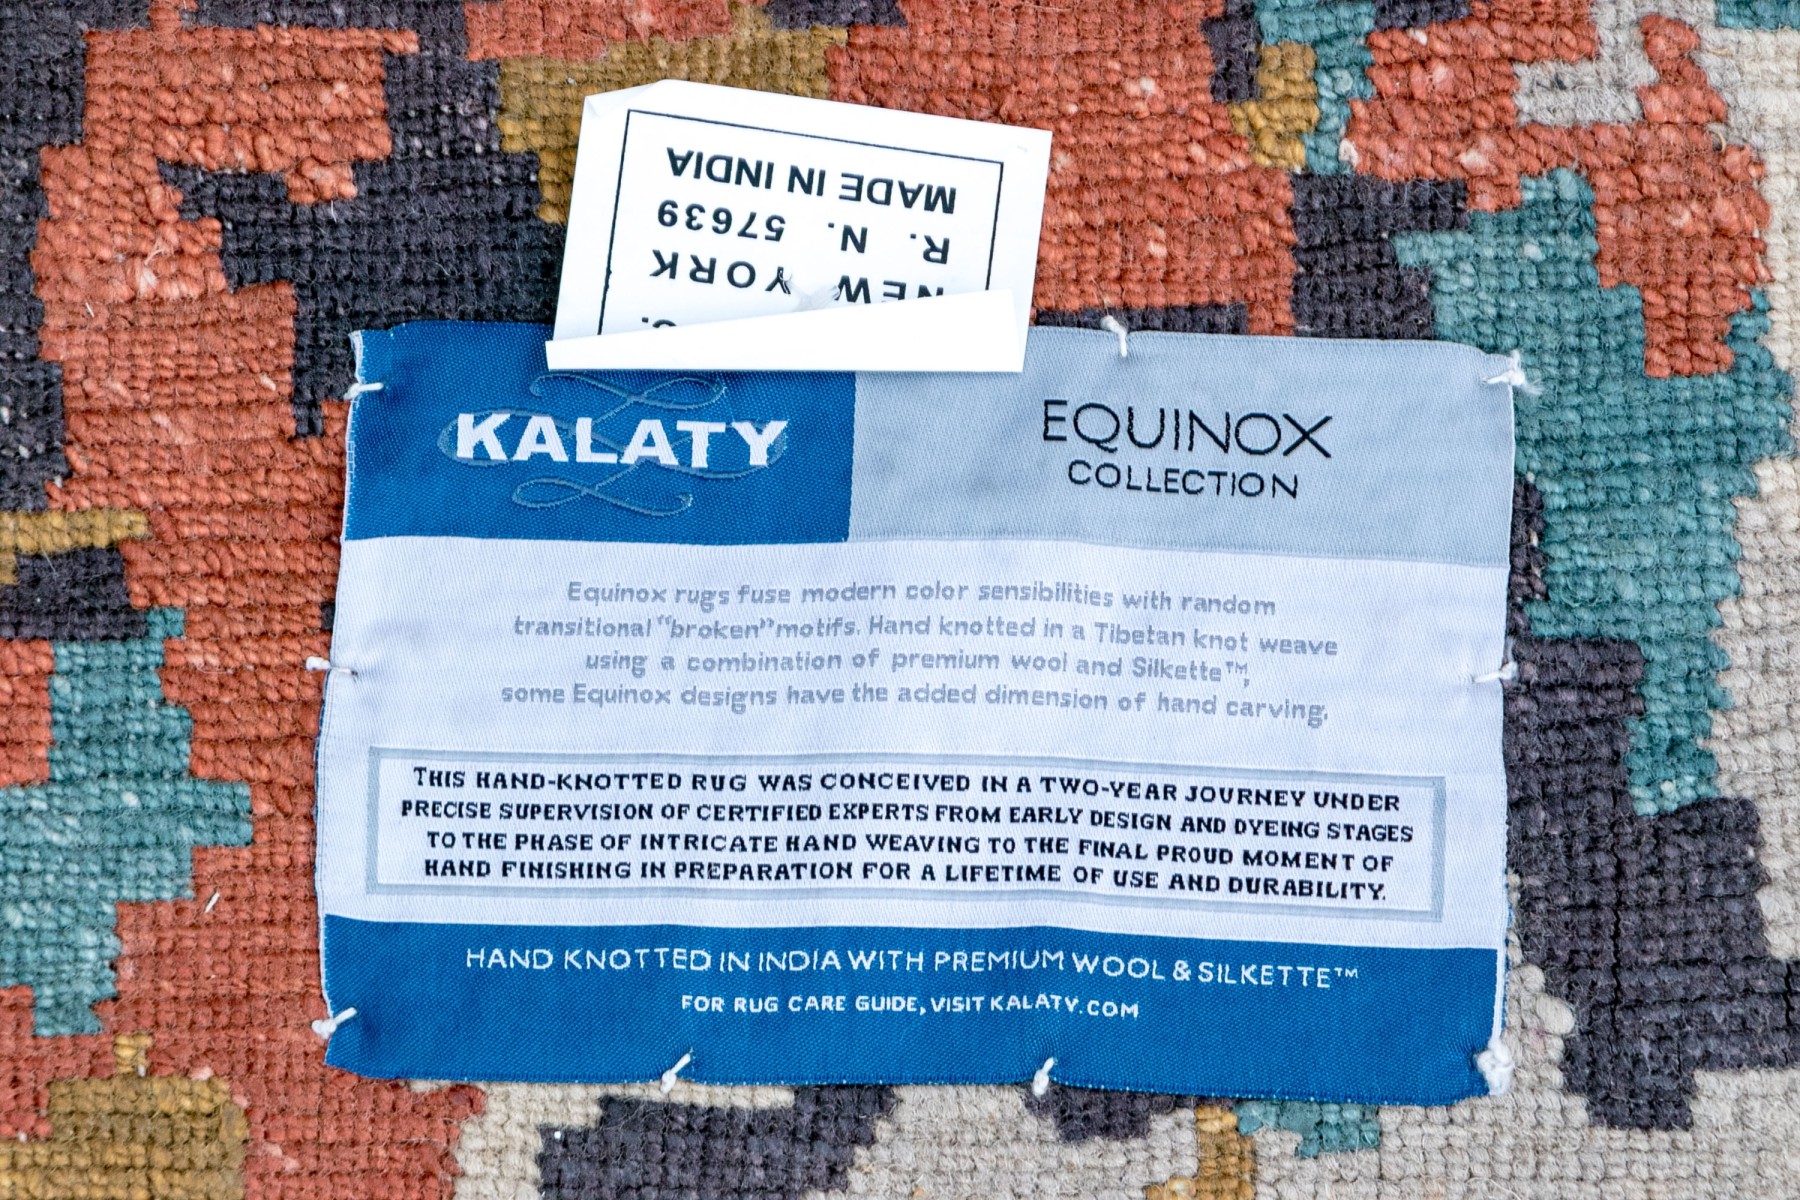 MADE IN INDIA
R. N. 57639
NEW YORK
KALATY
EQUINOX
COLLECTION
Equinox rugs fuse modern color sensibilities with random
transitional "broken" motifs. Hand knotted in a Tibetan knot weave
using a combination of premium wool and Silkette™,
some Equinox designs have the added dimension of hand carving.
THIS HAND-KNOTTED RUG WAS CONCEIVED IN A TWO-YEAR JOURNEY UNDER
PRECISE SUPERVISION OF CERTIFIED EXPERTS FROM EARLY DESIGN AND DYEING STAGES
TO THE PHASE OF INTRICATE HAND WEAVING TO THE FINAL PROUD MOMENT OF
HAND FINISHING IN PREPARATION FOR A LIFETIME OF USE AND DURABILITY.
HAND KNOTTED IN INDIA WITH PREMIUM WOOL & SILKETTE™
FOR RUG CARE GUIDE, VISIT KALATY.COM